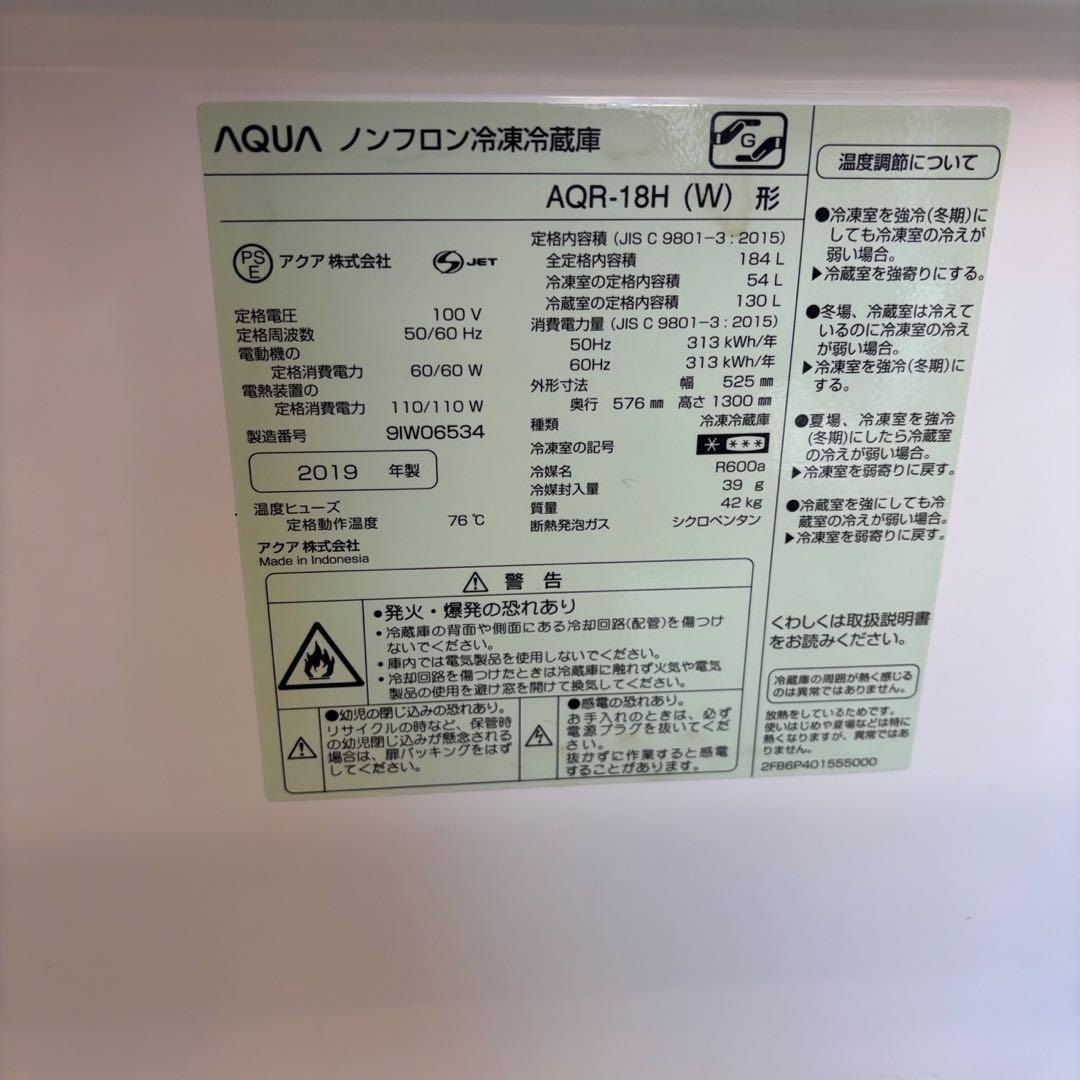 AQUA ノンフロン冷凍冷蔵庫
G
AQR-18H (W) 形
PS
E
アクア 株式会社
S JET
定格電圧 100 V
定格周波数 50/60 Hz
電動機の
定格消費電力 60/60 W
電熱装置の
定格消費電力 110/110 W
製造番号 9IW06534
2019 年製
温度ヒューズ
定格動作温度 76 ℃
アクア 株式会社
Made in Indonesia
定格内容積 (JIS C 9801-3 : 2015)
全定格内容積 184 L
冷凍室の定格内容積 54 L
冷蔵室の定格内容積 130 L
消費電力量 (JIS C 9801-3 : 2015)
50Hz 313 kWh/年
60Hz 313 kWh/年
外形寸法 幅 525 mm
奥行 576 mm 高さ 1300 mm
種類 冷凍冷蔵庫
冷凍室の記号 * ***
冷媒名 R600a
冷媒封入量 39 g
質量 42 kg
断熱発泡ガス シクロペンタン
⚠ 警告
●発火・爆発の恐れあり
・冷蔵庫の背面や側面にある冷却回路(配管)を傷つけ
ないでください。
・庫内では電気製品を使用しないでください。
・冷却回路を傷つけたときは冷蔵庫に触れず火気や電気
製品の使用を避け窓を開けて換気してください。
●幼児の閉じ込みの恐れあり。
リサイクルの時など、保管時
の幼児閉じ込みが懸念される
場合は、扉パッキングをはず
してください。
●感電の恐れあり。
お手入れのときは、必ず
電源プラグを抜いてくだ
さい。
抜かずに作業すると感電
することがあります。
温度調節について
●冷凍室を強冷(冬期)に
しても冷凍室の冷えが
弱い場合。
▶冷蔵室を強寄りにする。
●冬場、冷蔵室は冷えて
いるのに冷凍室の冷え
が弱い場合。
▶冷凍室を強冷(冬期)に
する。
●夏場、冷凍室を強冷
(冬期)にしたら冷蔵室
の冷えが弱い場合。
▶冷凍室を弱寄りに戻す。
●冷蔵室を強にしても冷
蔵室の冷えが弱い場合。
▶冷凍室を弱寄りに戻す。
くわしくは取扱説明書
をお読みください。
冷蔵庫の周囲が熱く感じる
のは異常ではありません。
放熱をしているためです。
使いはじめや夏場などは特に
熱くなりますが、異常ではあ
りません。
2FB6P401555000